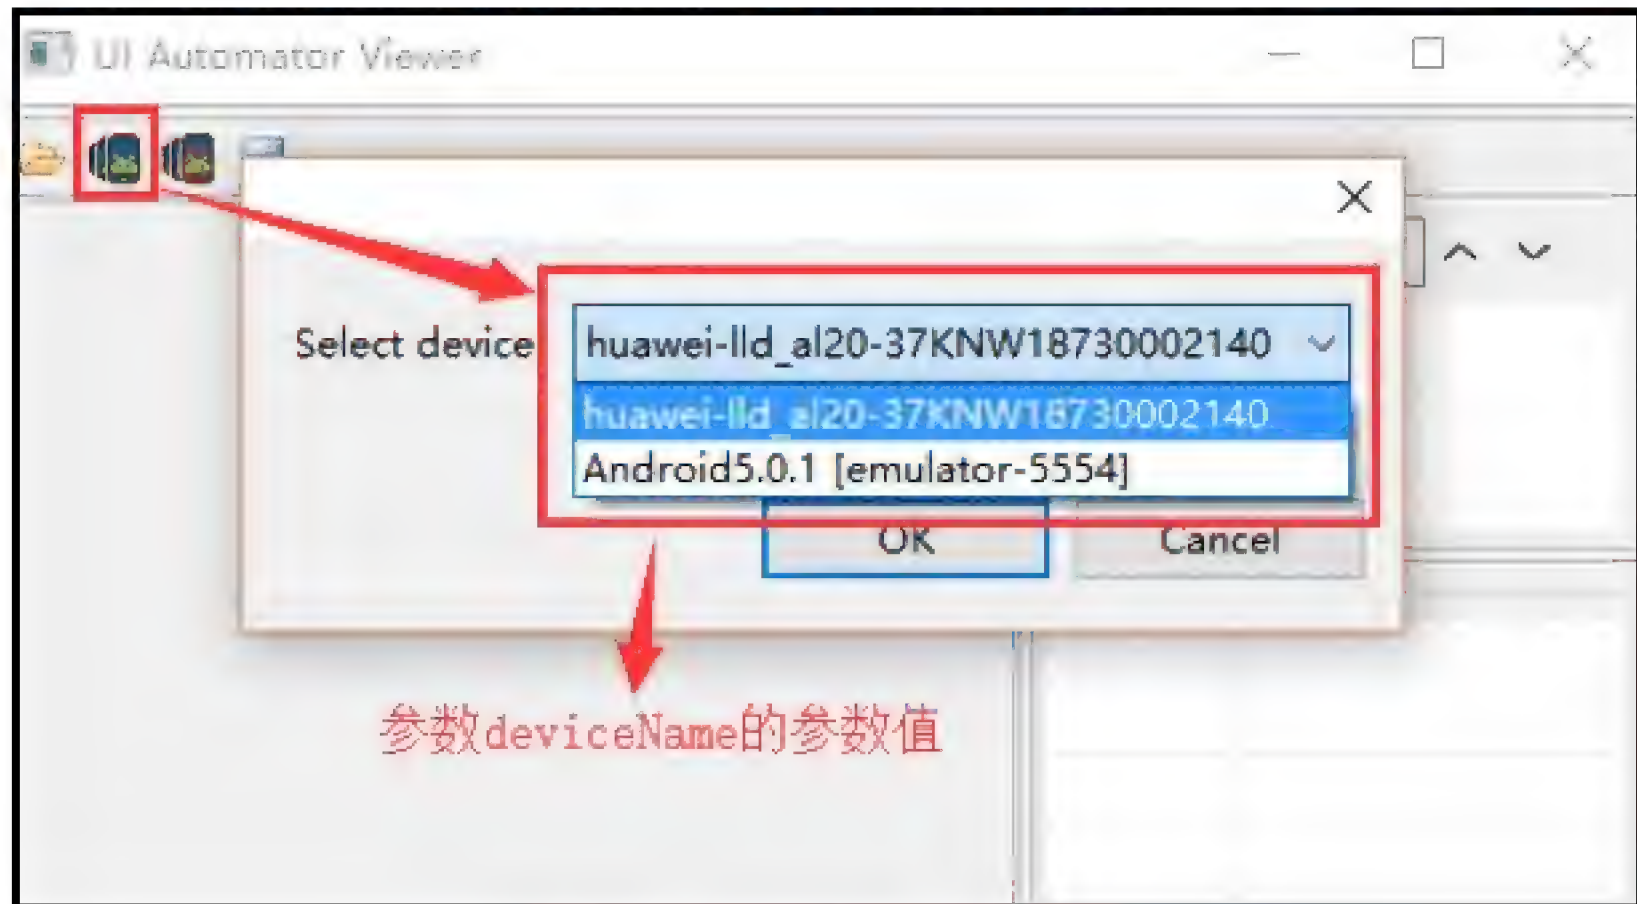 UI Automator Viewer
Select device
huawei-lld_al20-37KNW18730002140
huawei-lld_al20-37KNW18730002140
Android5.0.1 [emulator-5554]
OK
Cancel
参数deviceName的参数值